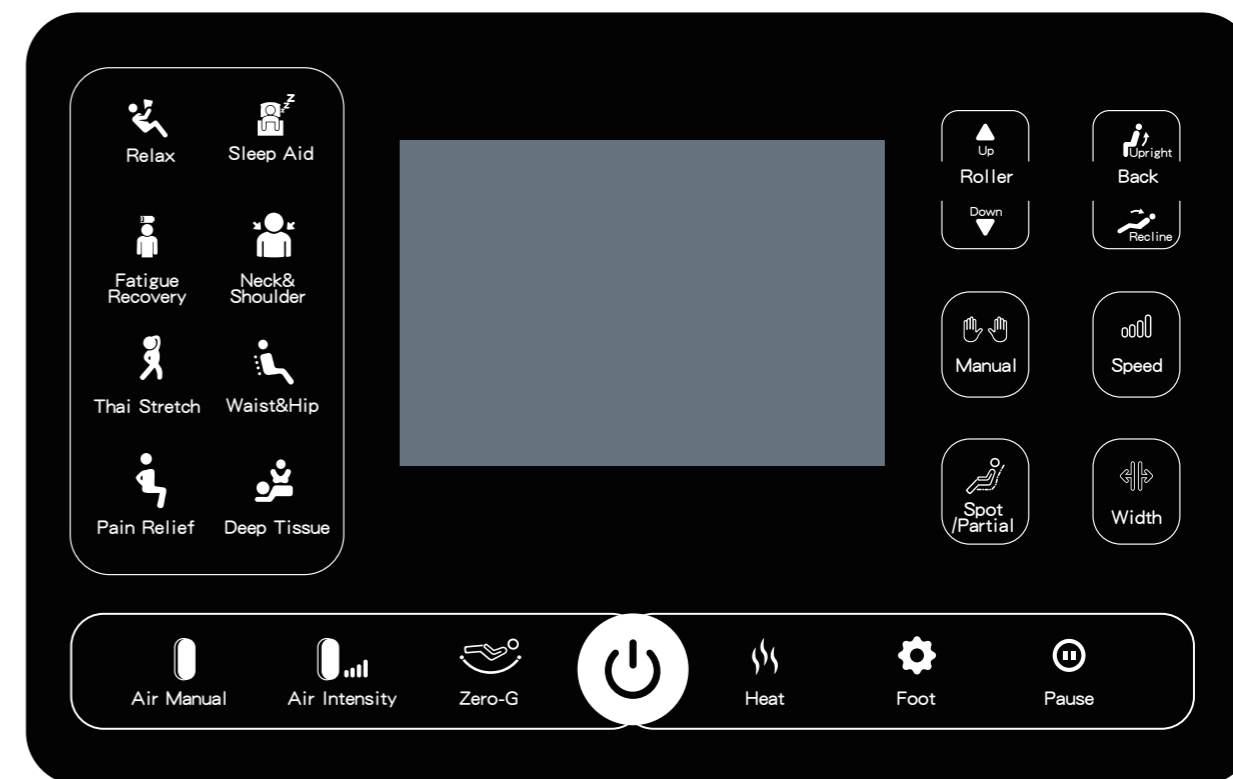 Relax
Sleep Aid
z
z
z
Fatigue
Recovery
Neck&
Shoulder
Thai Stretch
Waist&Hip
Pain Relief
Deep Tissue
Up
Roller
Down
Upright
Back
Recline
Manual
Speed
Spot
/Partial
Width
Air Manual
Air Intensity
Zero-G
Heat
Foot
Pause